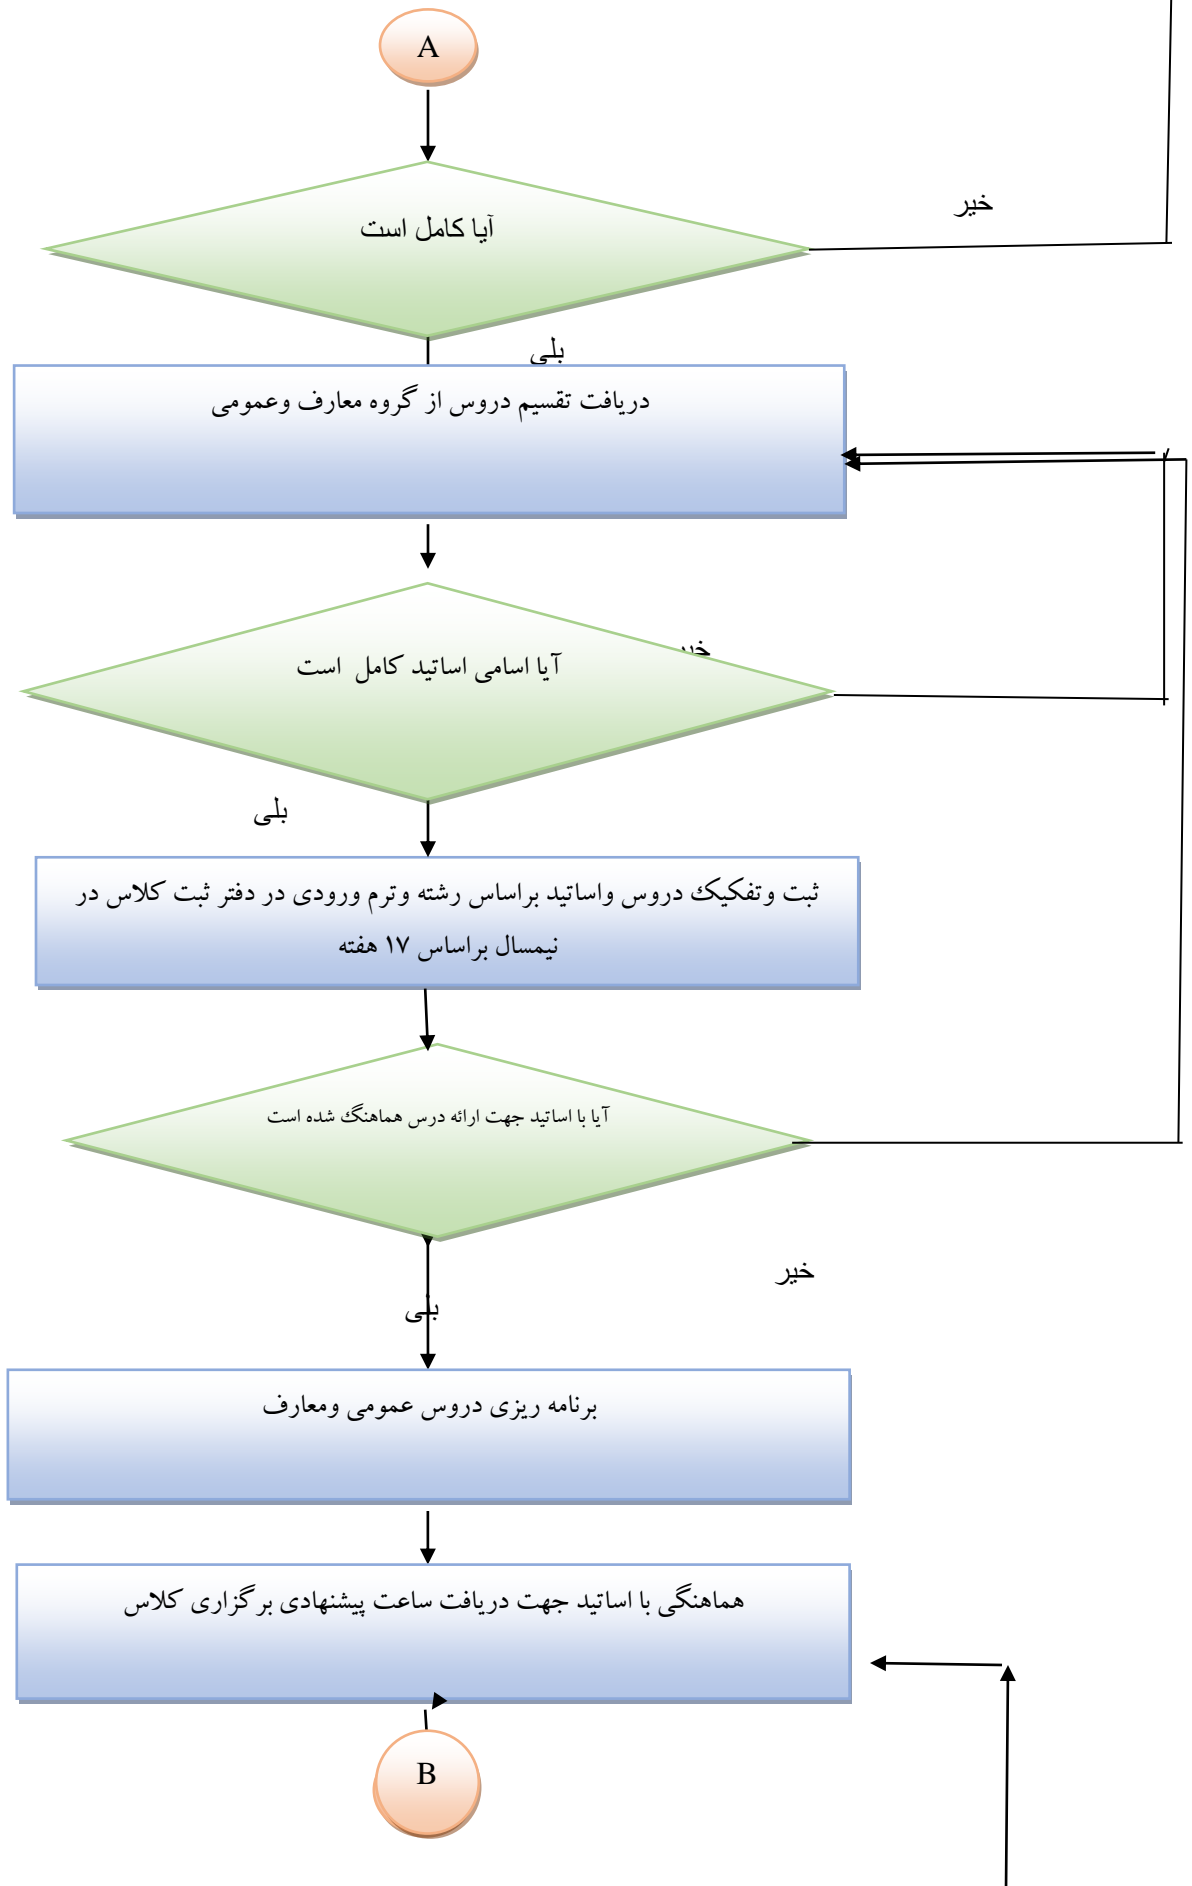 A
آیا کامل است
خیر
بلی
دریافت تقسیم دروس از گروه معارف وعمومی
آیا اسامی اساتید کامل است
خیر
بلی
ثبت وتفکیک دروس واساتید براساس رشته وترم ورودی در دفتر ثبت کلاس در
نیمسال براساس ۱۷ هفته
آیا با اساتید جهت ارائه درس هماهنگ شده است
خیر
بلی
برنامه ریزی دروس عمومی ومعارف
هماهنگی با اساتید جهت دریافت ساعت پیشنهادی برگزاری کلاس
B